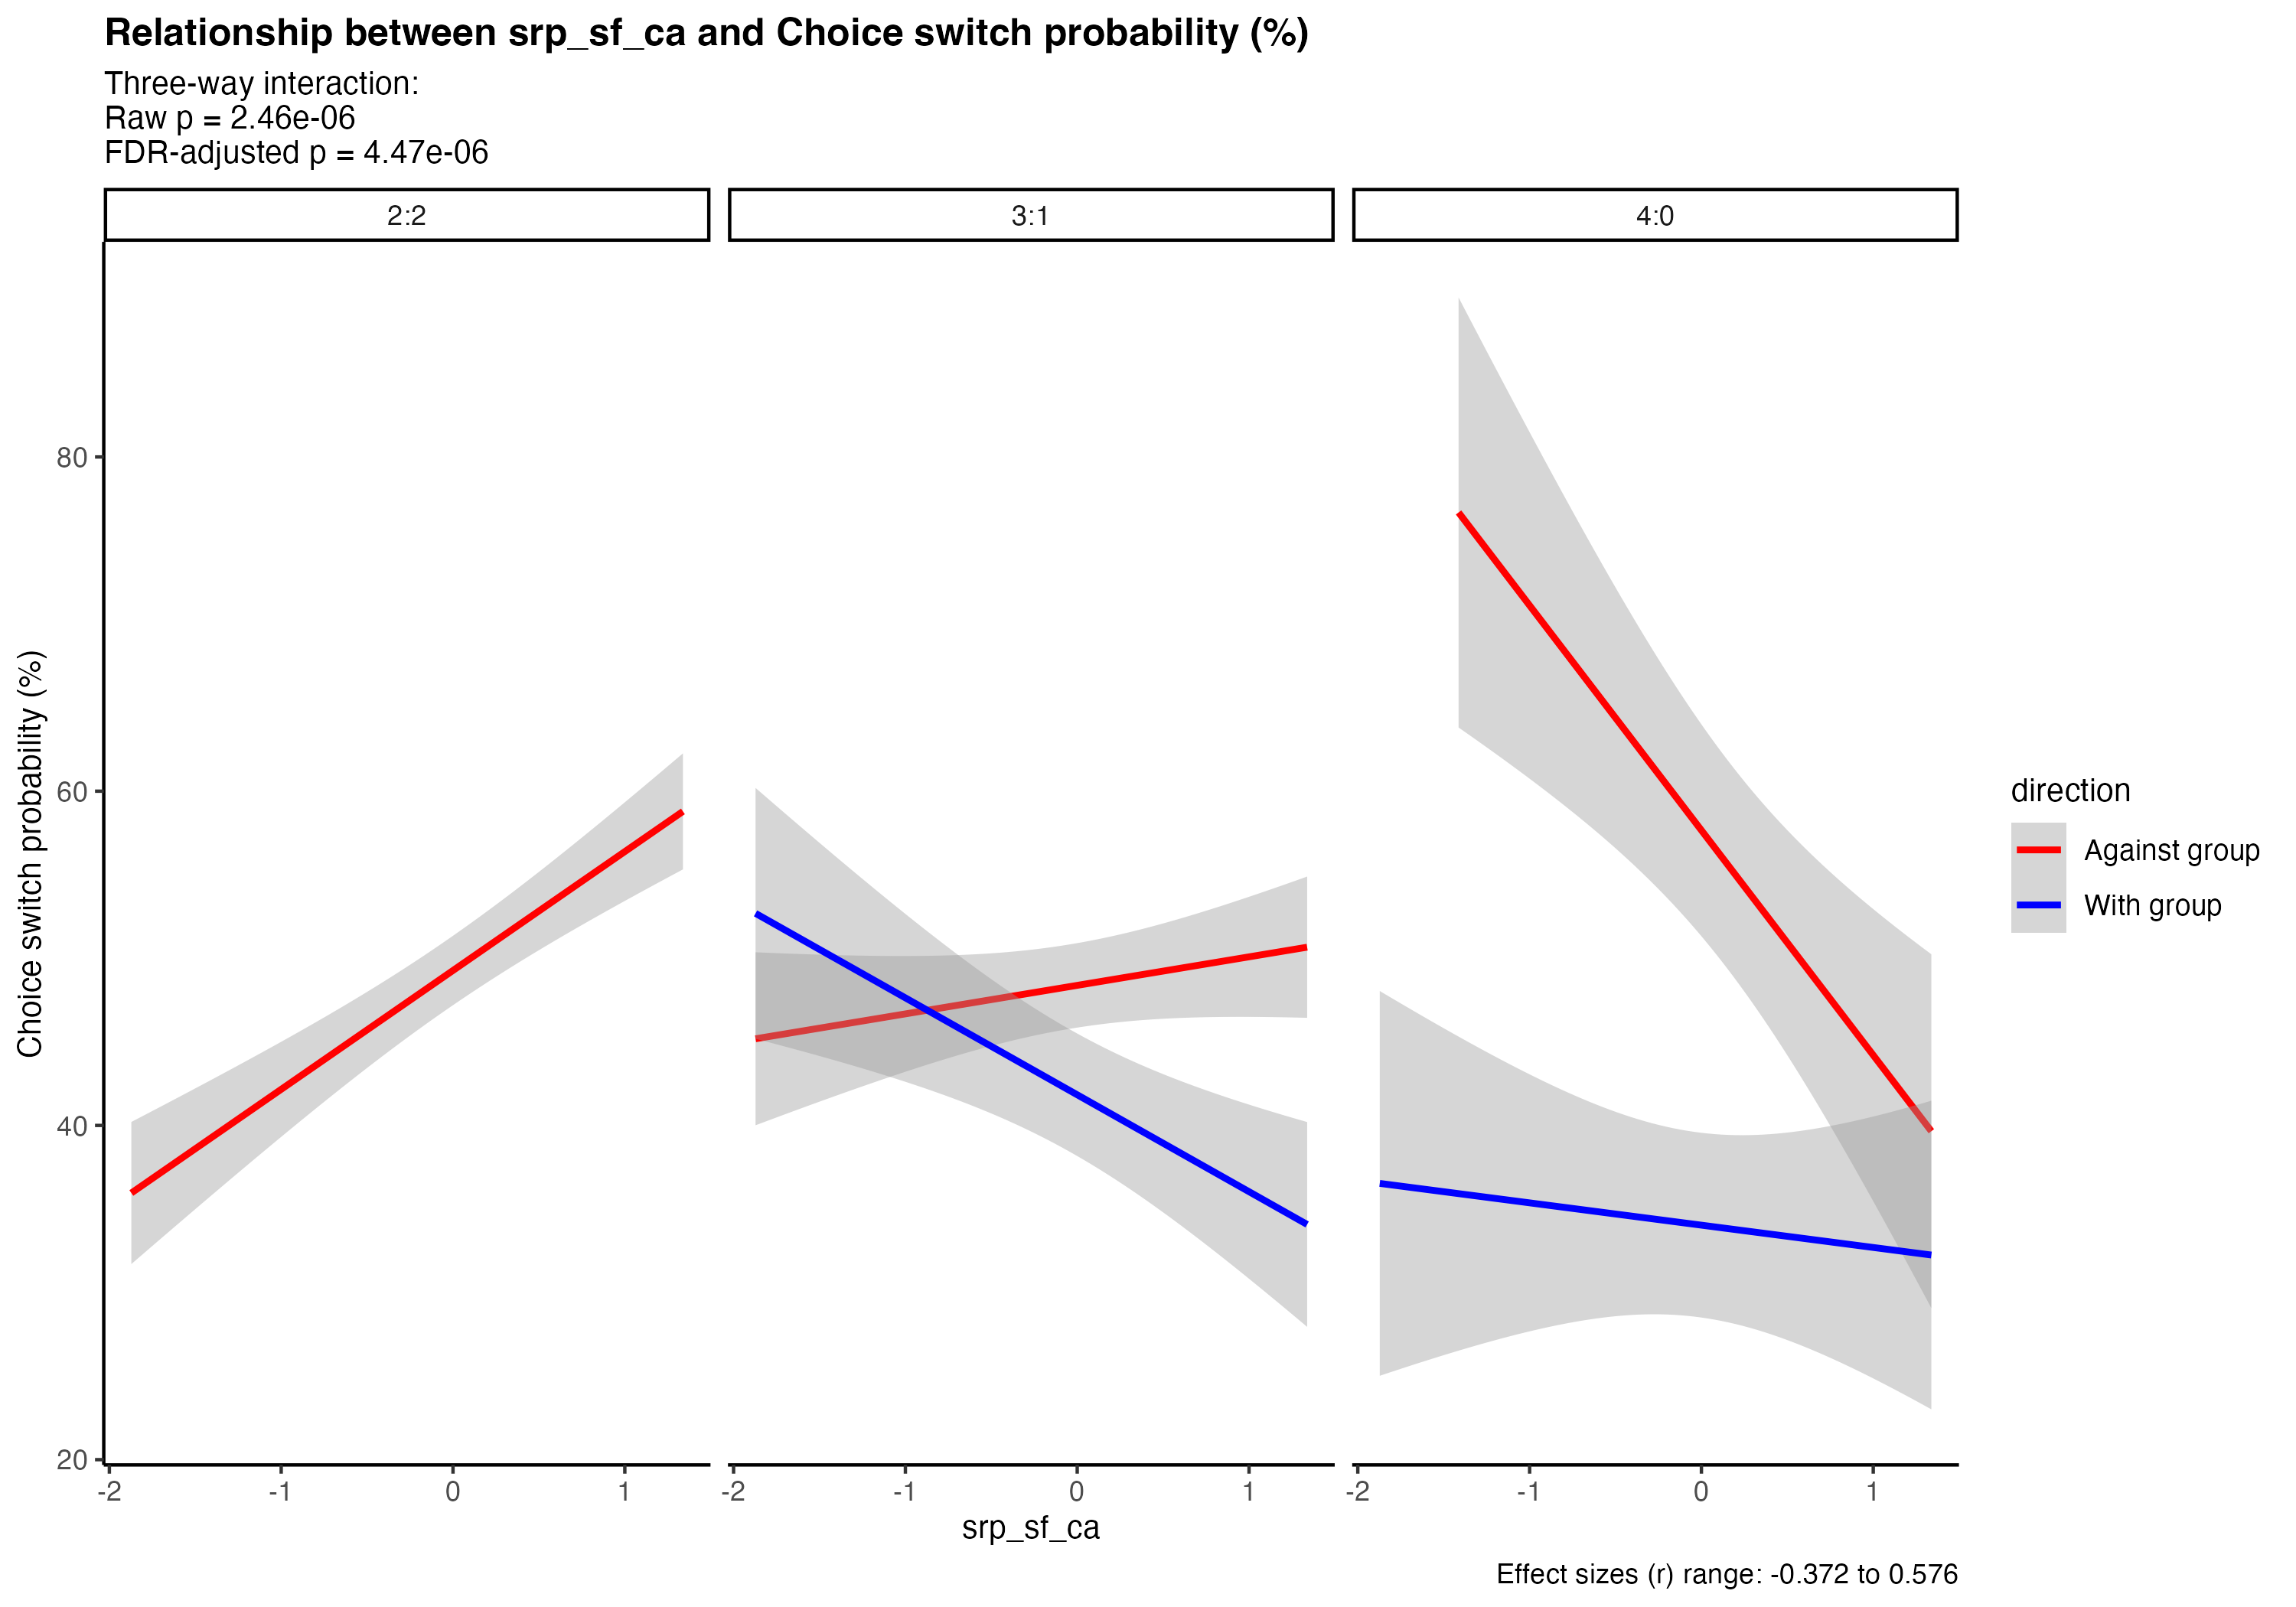 Relationship between srp_sf_ca and Choice switch probability (%)
Three-way interaction:
Raw p = 2.46e-06
FDR-adjusted p = 4.47e-06
2:2
3:1
4:0
Choice switch probability (%)
80
60
40
20
-2
-1
0
1
-2
-1
0
1
-2
-1
0
1
srp_sf_ca
direction
Against group
With group
Effect sizes (r) range: -0.372 to 0.576